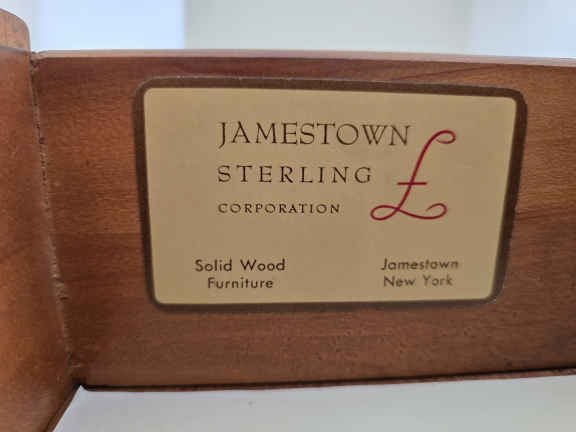 JAMESTOWN
STERLING
CORPORATION
£
Solid Wood
Furniture
Jamestown
New York